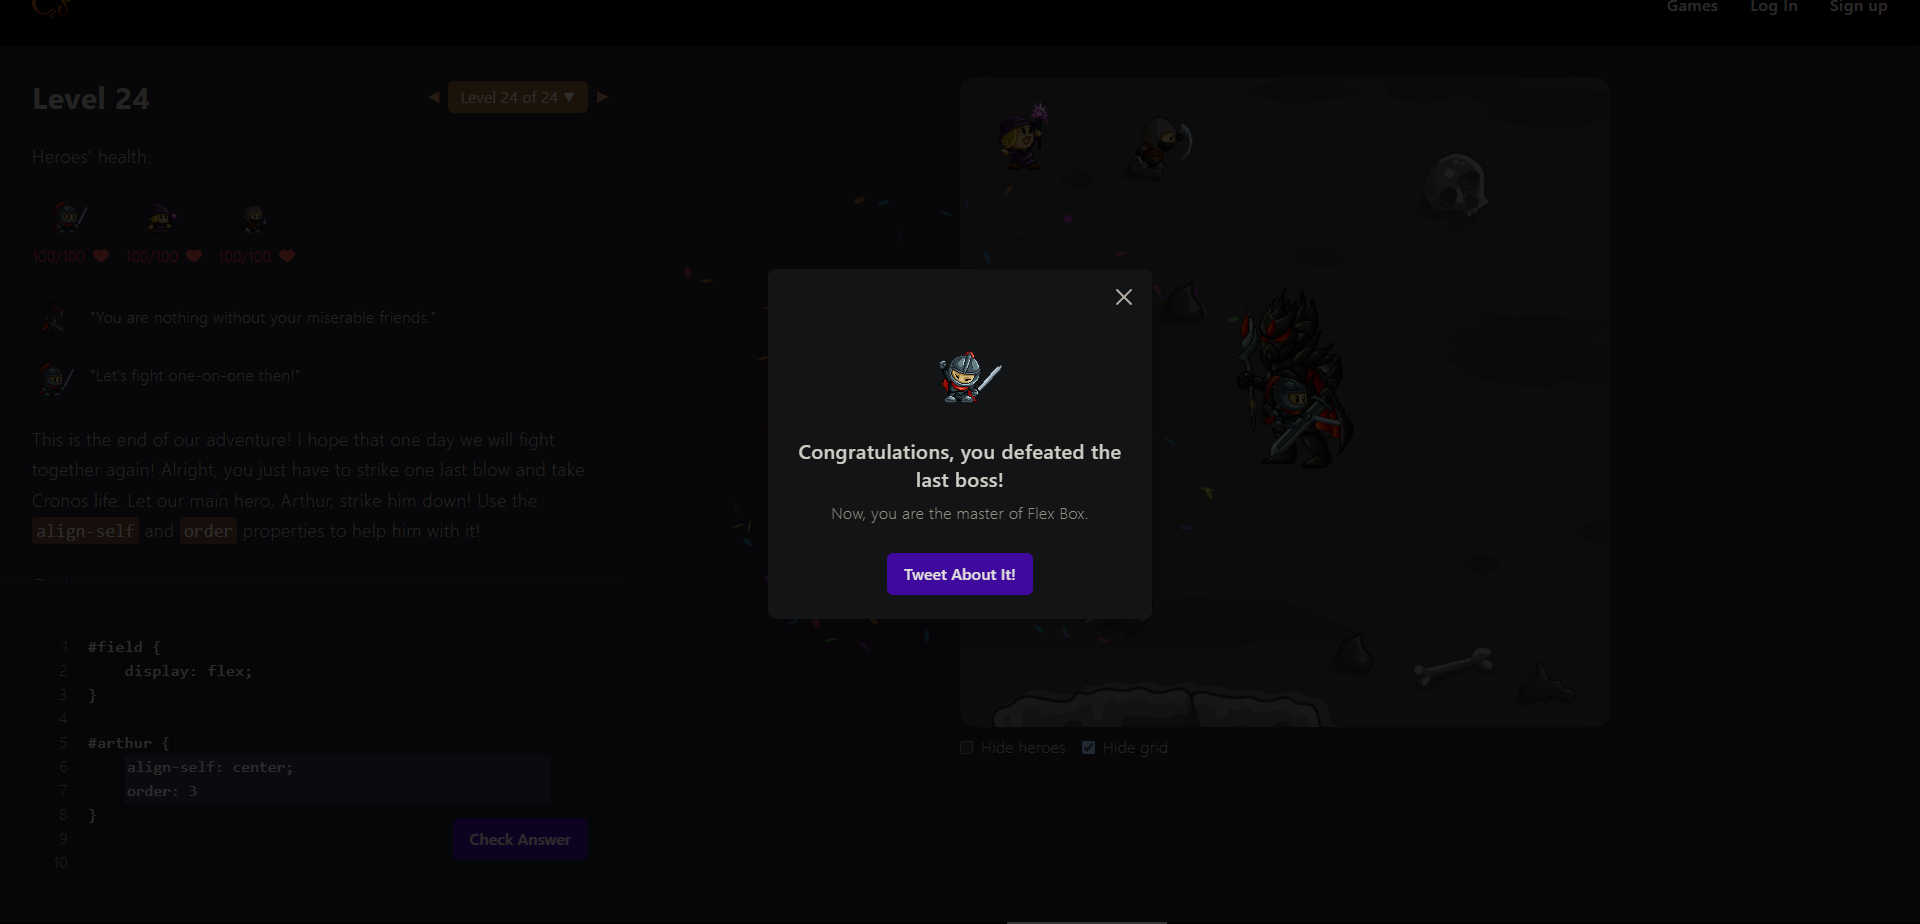 Games Log In Sign up
Level 24
Level 24 of 24 ▼
Heroes' health:
100/100 100/100 100/100
"You are nothing without your miserable friends."
"Let's fight one-on-one then!"
This is the end of our adventure! I hope that one day we will fight
together again! Alright, you just have to strike one last blow and take
Cronos life. Let our main hero, Arthur, strike him down! Use the
align-self and order properties to help him with it!
1 #field {
2 display: flex;
3 }
4
5 #arthur {
6 align-self: center;
7 order: 3
8 }
9
10
Check Answer
Congratulations, you defeated the
last boss!
Now, you are the master of Flex Box.
Tweet About It!
Hide heroes Hide grid